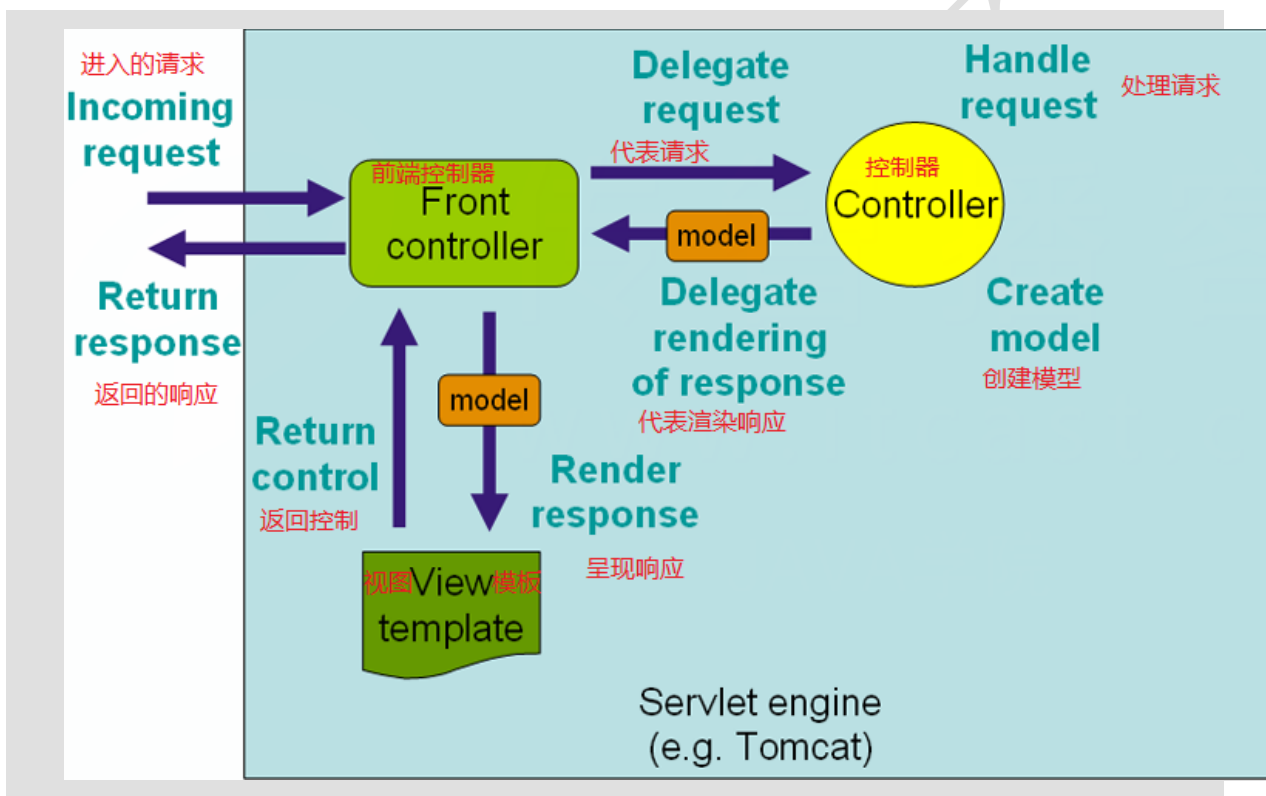 进入的请求
Incoming
request
Delegate
request
代表请求
Handle
request
处理请求
前端控制器
Front
controller
控制器
Controller
model
Return
response
返回的响应
Delegate
rendering
of response
代表渲染响应
Create
model
创建模型
model
Return
control
返回控制
Render
response
呈现响应
视图View模板
template
Servlet engine
(e.g. Tomcat)